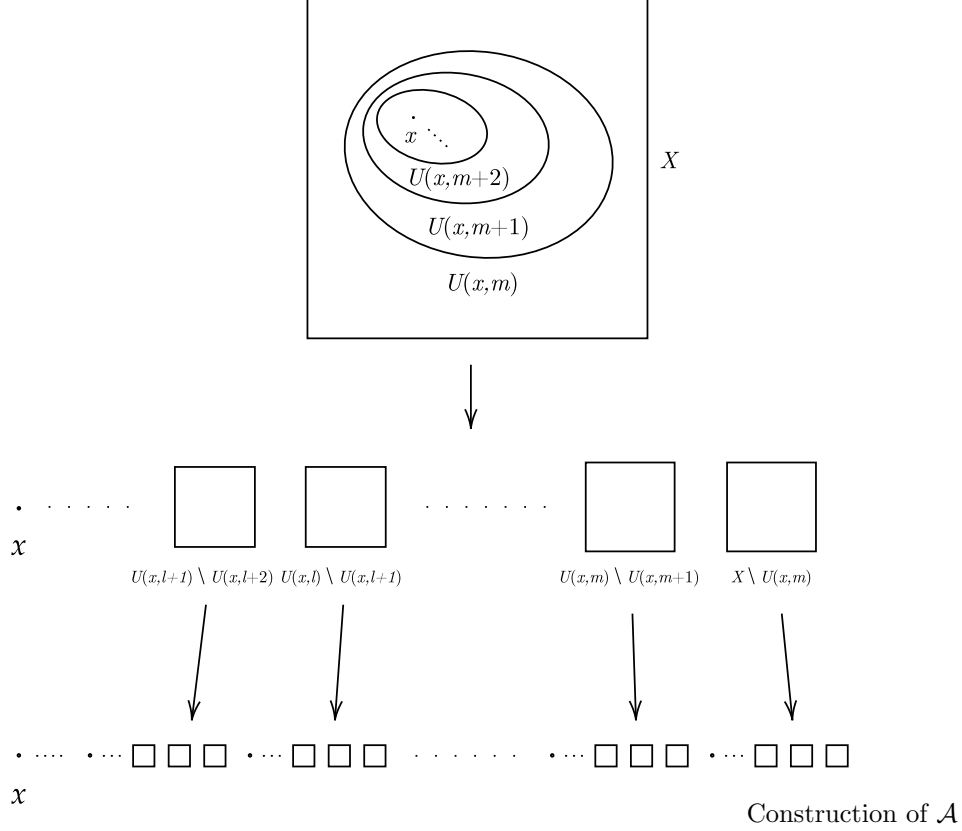 x
U(x,m+2)
X
U(x,m+1)
U(x,m)
x
U(x,l+1) \ U(x,l+2) U(x,l) \ U(x,l+1) U(x,m) \ U(x,m+1) X \ U(x,m)
x
Construction of 𝒜